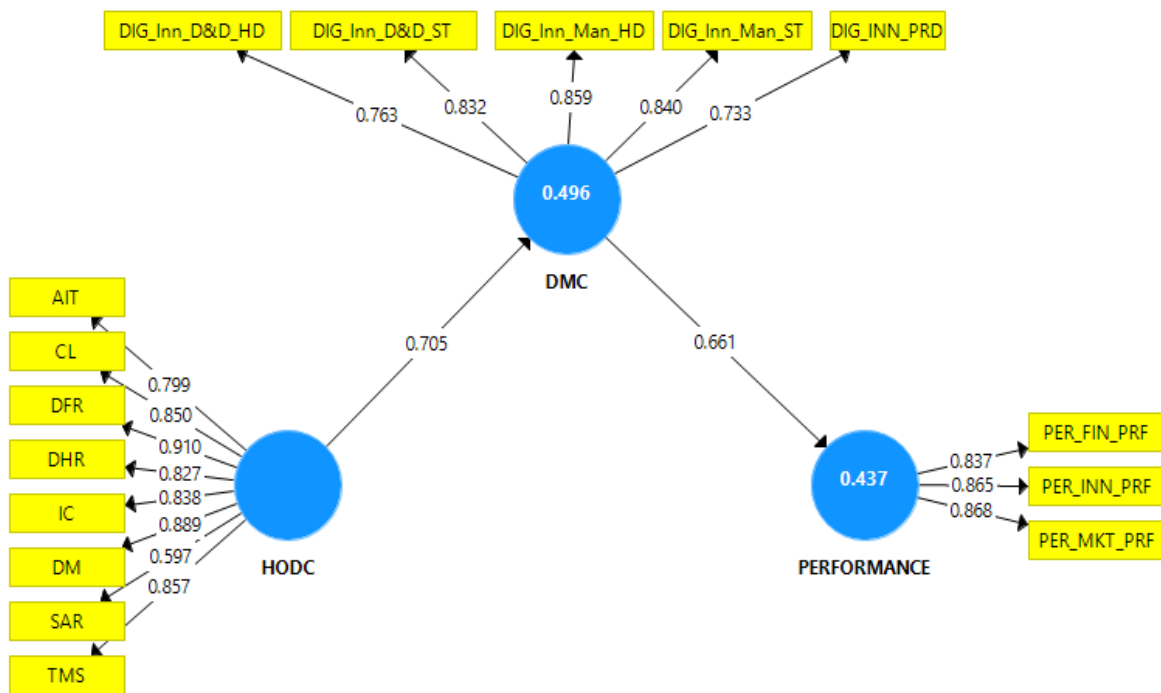 DIG_Inn_D&D_HD
DIG_Inn_D&D_ST
DIG_Inn_Man_HD
DIG_Inn_Man_ST
DIG_INN_PRD
0.763
0.832
0.859
0.840
0.733
0.496
DMC
0.705
0.661
AIT
CL
DFR
DHR
IC
DM
SAR
TMS
0.799
0.850
0.910
0.827
0.838
0.889
0.597
0.857
HODC
0.437
PERFORMANCE
0.837
0.865
0.868
PER_FIN_PRF
PER_INN_PRF
PER_MKT_PRF